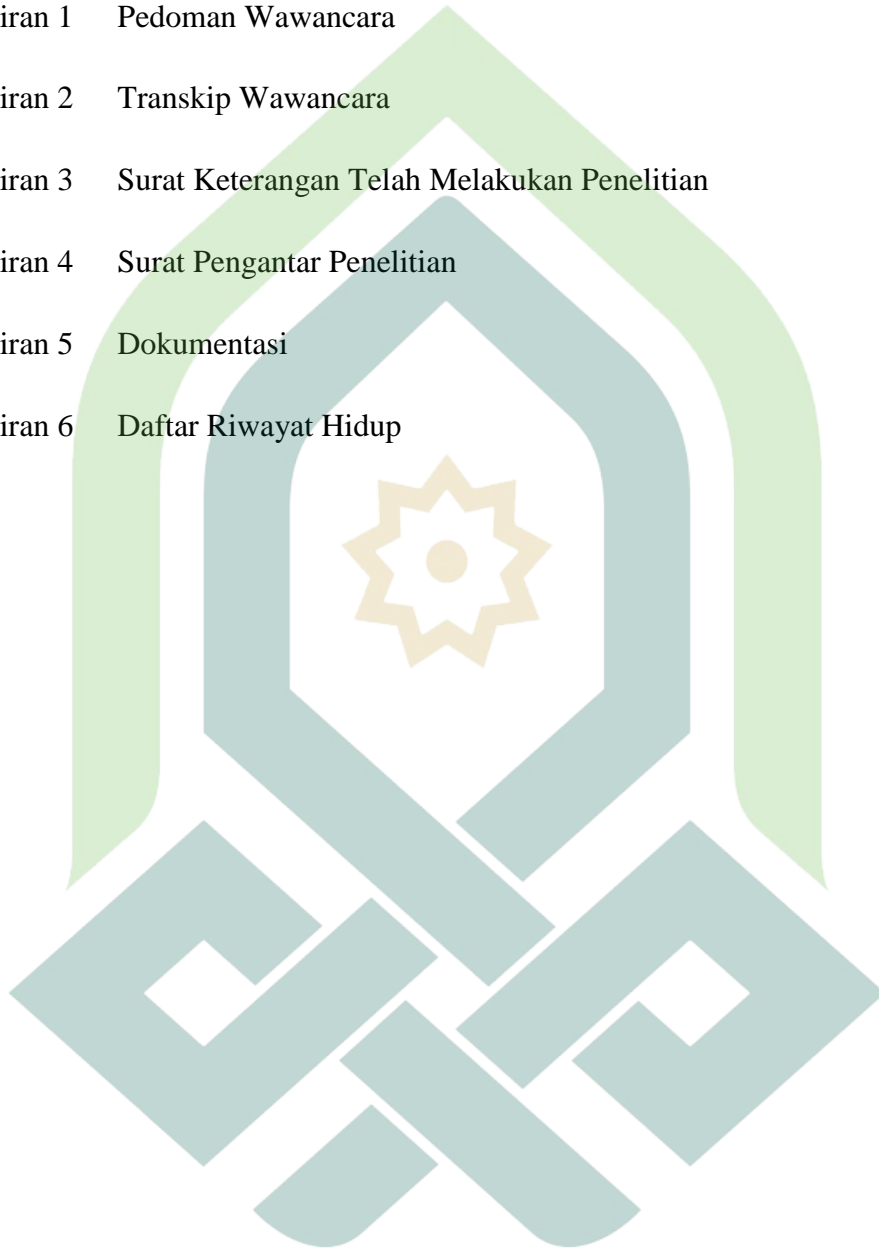 iran 1 Pedoman Wawancara
iran 2 Transkip Wawancara
iran 3 Surat Keterangan Telah Melakukan Penelitian
iran 4 Surat Pengantar Penelitian
iran 5 Dokumentasi
iran 6 Daftar Riwayat Hidup